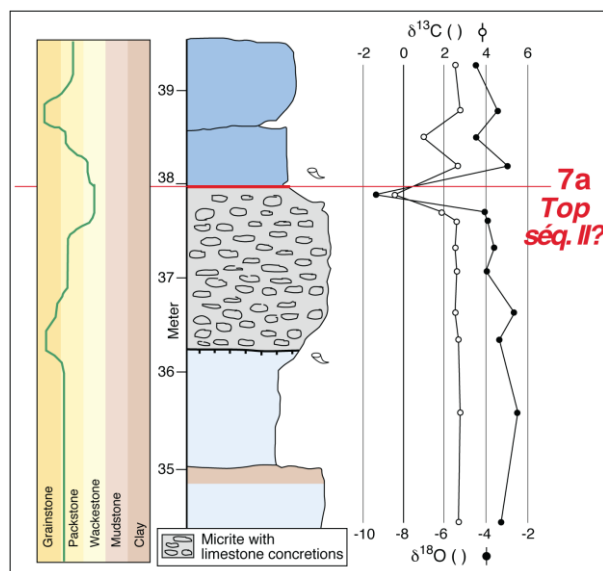 δ13C ( )
-2 0 2 4 6
39
38
37
36
35
Meter
7a
Top
séq. II?
Grainstone
Packstone
Wackestone
Mudstone
Clay
Micrite with
limestone concretions
-10 -8 -6 -4 -2
δ18O ( )